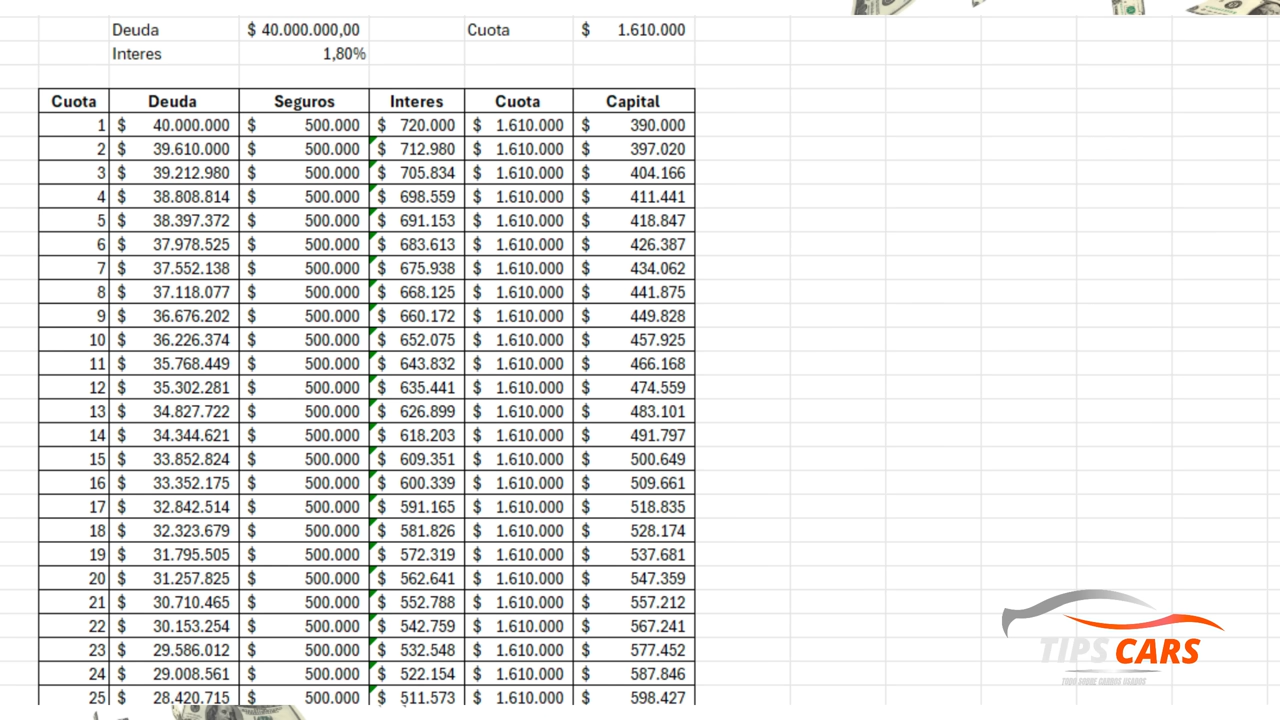 Deuda $ 40.000.000,00 Cuota $ 1.610.000
Interes 1,80%
Cuota Deuda Seguros Interes Cuota Capital
1 $ 40.000.000 $ 500.000 $ 720.000 $ 1.610.000 $ 390.000
2 $ 39.610.000 $ 500.000 $ 712.980 $ 1.610.000 $ 397.020
3 $ 39.212.980 $ 500.000 $ 705.834 $ 1.610.000 $ 404.166
4 $ 38.808.814 $ 500.000 $ 698.559 $ 1.610.000 $ 411.441
5 $ 38.397.372 $ 500.000 $ 691.153 $ 1.610.000 $ 418.847
6 $ 37.978.525 $ 500.000 $ 683.613 $ 1.610.000 $ 426.387
7 $ 37.552.138 $ 500.000 $ 675.938 $ 1.610.000 $ 434.062
8 $ 37.118.077 $ 500.000 $ 668.125 $ 1.610.000 $ 441.875
9 $ 36.676.202 $ 500.000 $ 660.172 $ 1.610.000 $ 449.828
10 $ 36.226.374 $ 500.000 $ 652.075 $ 1.610.000 $ 457.925
11 $ 35.768.449 $ 500.000 $ 643.832 $ 1.610.000 $ 466.168
12 $ 35.302.281 $ 500.000 $ 635.441 $ 1.610.000 $ 474.559
13 $ 34.827.722 $ 500.000 $ 626.899 $ 1.610.000 $ 483.101
14 $ 34.344.621 $ 500.000 $ 618.203 $ 1.610.000 $ 491.797
15 $ 33.852.824 $ 500.000 $ 609.351 $ 1.610.000 $ 500.649
16 $ 33.352.175 $ 500.000 $ 600.339 $ 1.610.000 $ 509.661
17 $ 32.842.514 $ 500.000 $ 591.165 $ 1.610.000 $ 518.835
18 $ 32.323.679 $ 500.000 $ 581.826 $ 1.610.000 $ 528.174
19 $ 31.795.505 $ 500.000 $ 572.319 $ 1.610.000 $ 537.681
20 $ 31.257.825 $ 500.000 $ 562.641 $ 1.610.000 $ 547.359
21 $ 30.710.465 $ 500.000 $ 552.788 $ 1.610.000 $ 557.212
22 $ 30.153.254 $ 500.000 $ 542.759 $ 1.610.000 $ 567.241
23 $ 29.586.012 $ 500.000 $ 532.548 $ 1.610.000 $ 577.452
24 $ 29.008.561 $ 500.000 $ 522.154 $ 1.610.000 $ 587.846
25 $ 28.420.715 $ 500.000 $ 511.573 $ 1.610.000 $ 598.427
TIPS CARS
TODO SOBRE CARROS USADOS